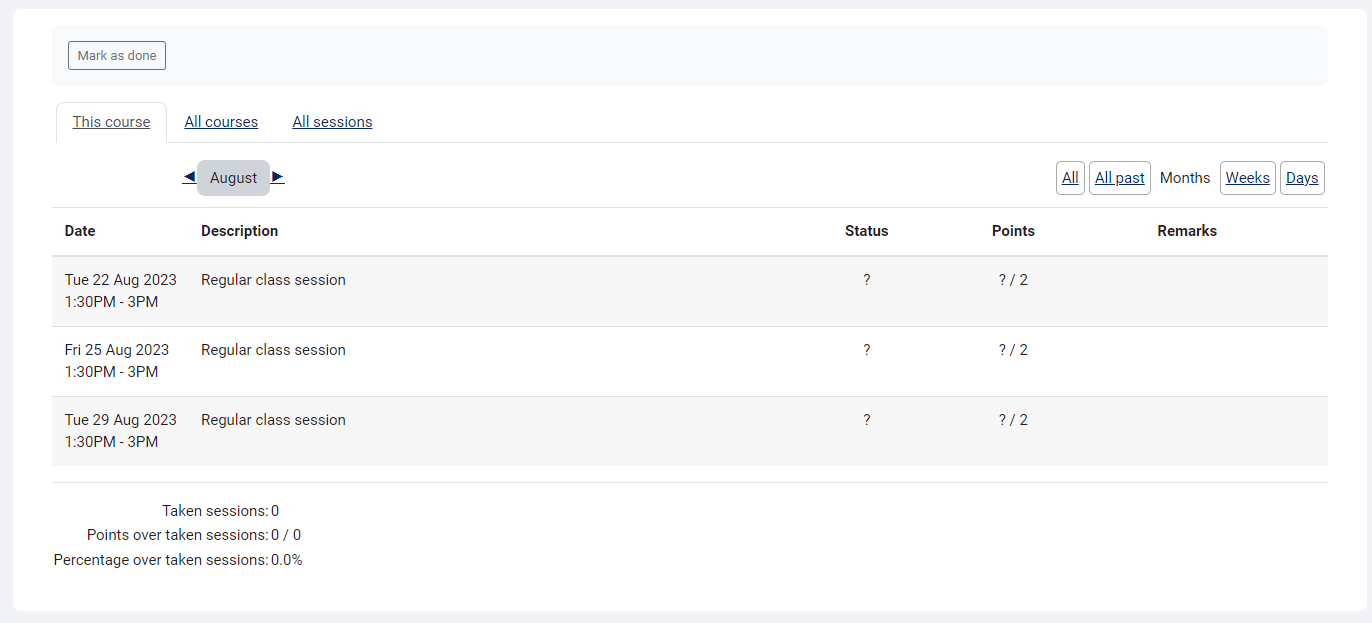 Mark as done
This course All courses All sessions
◄ August ► All All past Months Weeks Days
Date Description Status Points Remarks
Tue 22 Aug 2023 Regular class session ? ? / 2
1:30PM - 3PM
Fri 25 Aug 2023 Regular class session ? ? / 2
1:30PM - 3PM
Tue 29 Aug 2023 Regular class session ? ? / 2
1:30PM - 3PM
Taken sessions: 0
Points over taken sessions: 0 / 0
Percentage over taken sessions: 0.0%